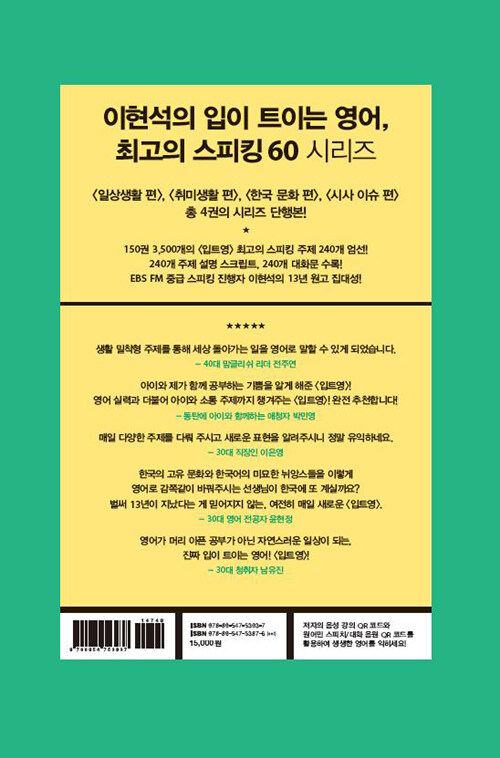 이현석의 입이 트이는 영어,
최고의 스피킹 60 시리즈
〈일상생활 편〉, 〈취미생활 편〉, 〈한국 문화 편〉, 〈시사 이슈 편〉
총 4권의 시리즈 단행본!
★
150권 3,500개의 〈입트영〉 최고의 스피킹 주제 240개 엄선!
240개 주제 설명 스크립트, 240개 대화문 수록!
EBS FM 중급 스피킹 진행자 이현석의 13년 원고 집대성!
★★★★★
생활 밀착형 주제를 통해 세상 돌아가는 일을 영어로 말할 수 있게 되었습니다.
– 40대 맘글리쉬 리더 전주연
아이와 제가 함께 공부하는 기쁨을 알게 해준 〈입트영〉!
영어 실력과 더불어 아이와 소통 주제까지 챙겨주는 〈입트영〉! 완전 추천합니다!
– 동탄에 아이와 함께하는 애청자 박민영
매일 다양한 주제를 다뤄 주시고 새로운 표현을 알려주시니 정말 유익하네요.
– 30대 직장인 이은영
한국의 고유 문화와 한국어의 미묘한 뉘앙스들을 이렇게
영어로 감쪽같이 바꿔주시는 선생님이 한국에 또 계실까요?
벌써 13년이 지났다는 게 믿어지지 않는, 여전히 매일 새로운 〈입트영〉.
– 30대 영어 전공자 윤현정
영어가 머리 아픈 공부가 아닌 자연스러운 일상이 되는,
진짜 입이 트이는 영어! 〈입트영〉!
– 30대 청취자 남유진
14740
9 788954 753937
ISBN 978-89-547-5393-7
ISBN 978-89-547-5387-6 (set)
15,000원
저자의 음성 강의 QR 코드와
원어민 스피치/대화 음원 QR 코드를
활용하여 생생한 영어를 익히세요!